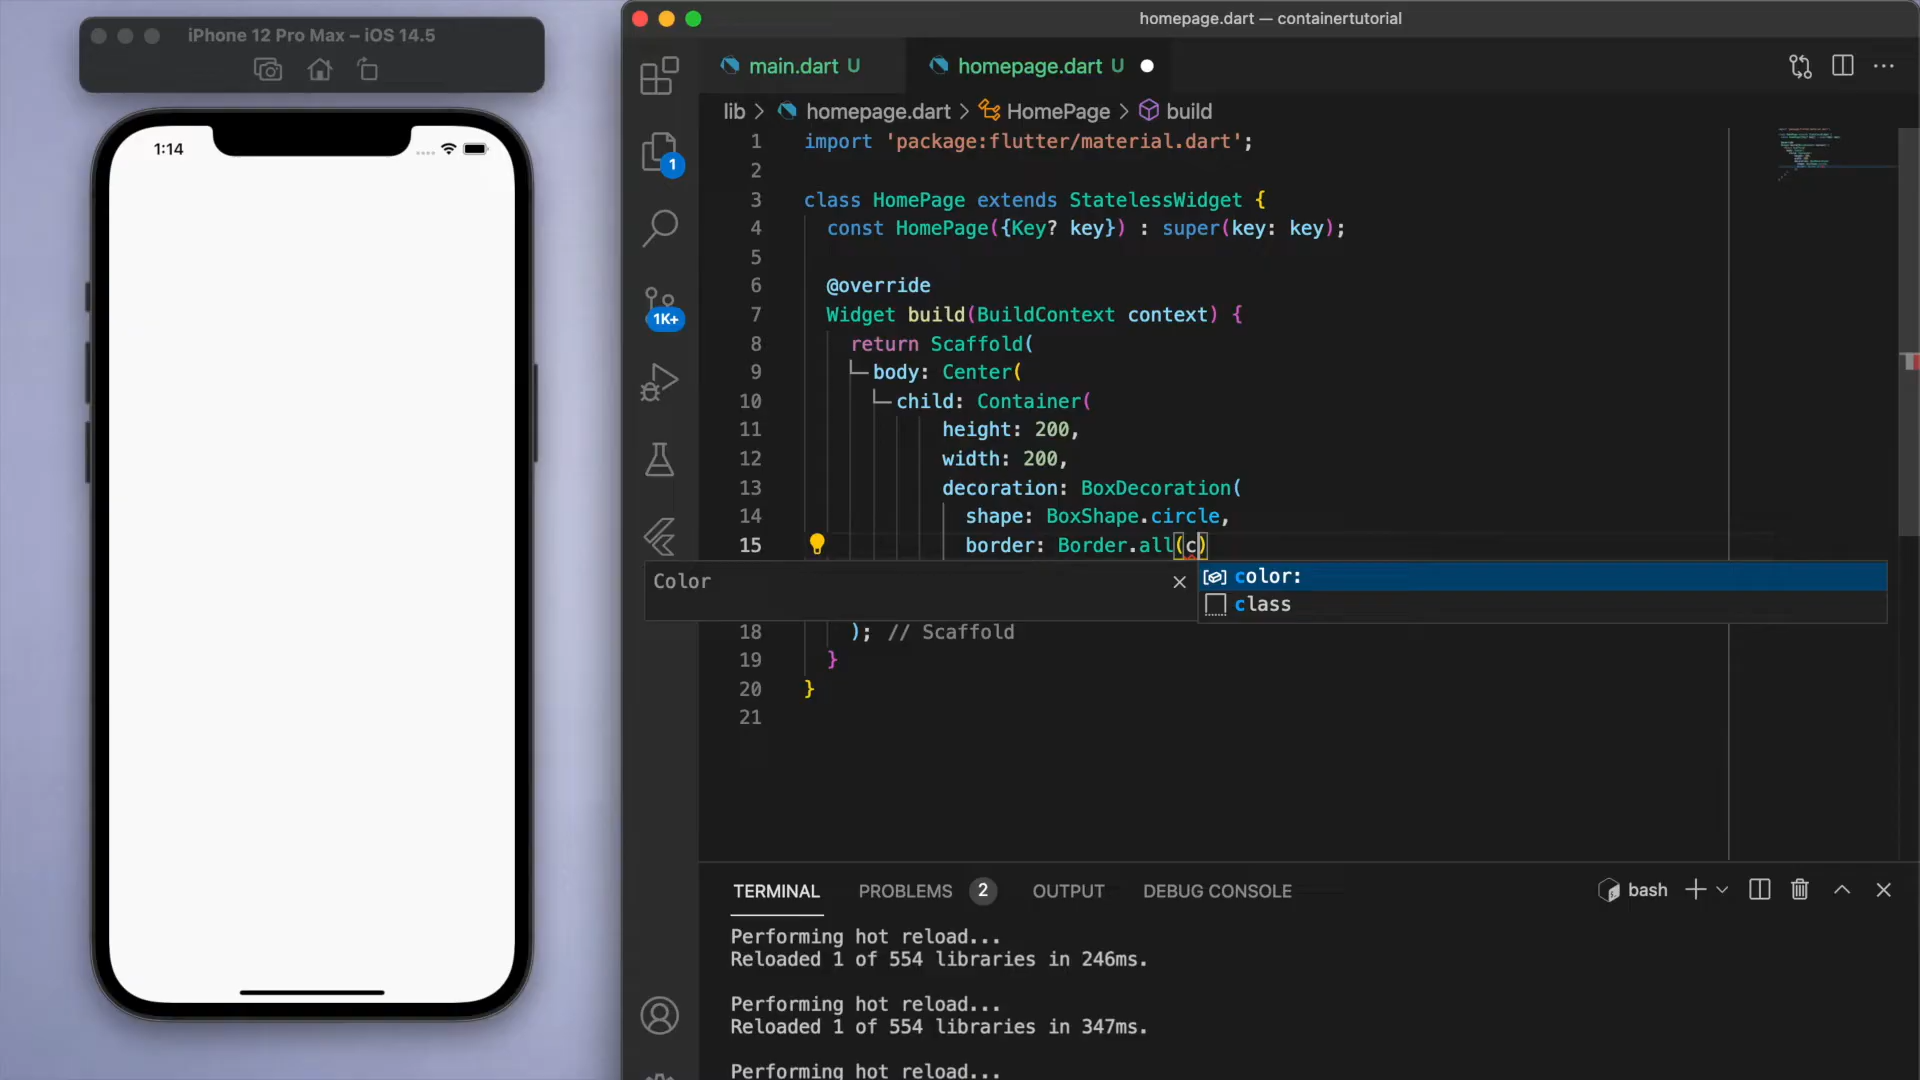 iPhone 12 Pro Max – iOS 14.5
1:14
homepage.dart — containertutorial
main.dart U
homepage.dart U
lib > homepage.dart > HomePage > build
1
1K+
1 import 'package:flutter/material.dart';
2
3 class HomePage extends StatelessWidget {
4 const HomePage({Key? key}) : super(key: key);
5
6 @override
7 Widget build(BuildContext context) {
8 return Scaffold(
9 body: Center(
10 child: Container(
11 height: 200,
12 width: 200,
13 decoration: BoxDecoration(
14 shape: BoxShape.circle,
15 border: Border.all(c)
Color
color:
class
18 ); // Scaffold
19 }
20 }
21
TERMINAL PROBLEMS 2 OUTPUT DEBUG CONSOLE bash
Performing hot reload...
Reloaded 1 of 554 libraries in 246ms.
Performing hot reload...
Reloaded 1 of 554 libraries in 347ms.
Performing hot reload...